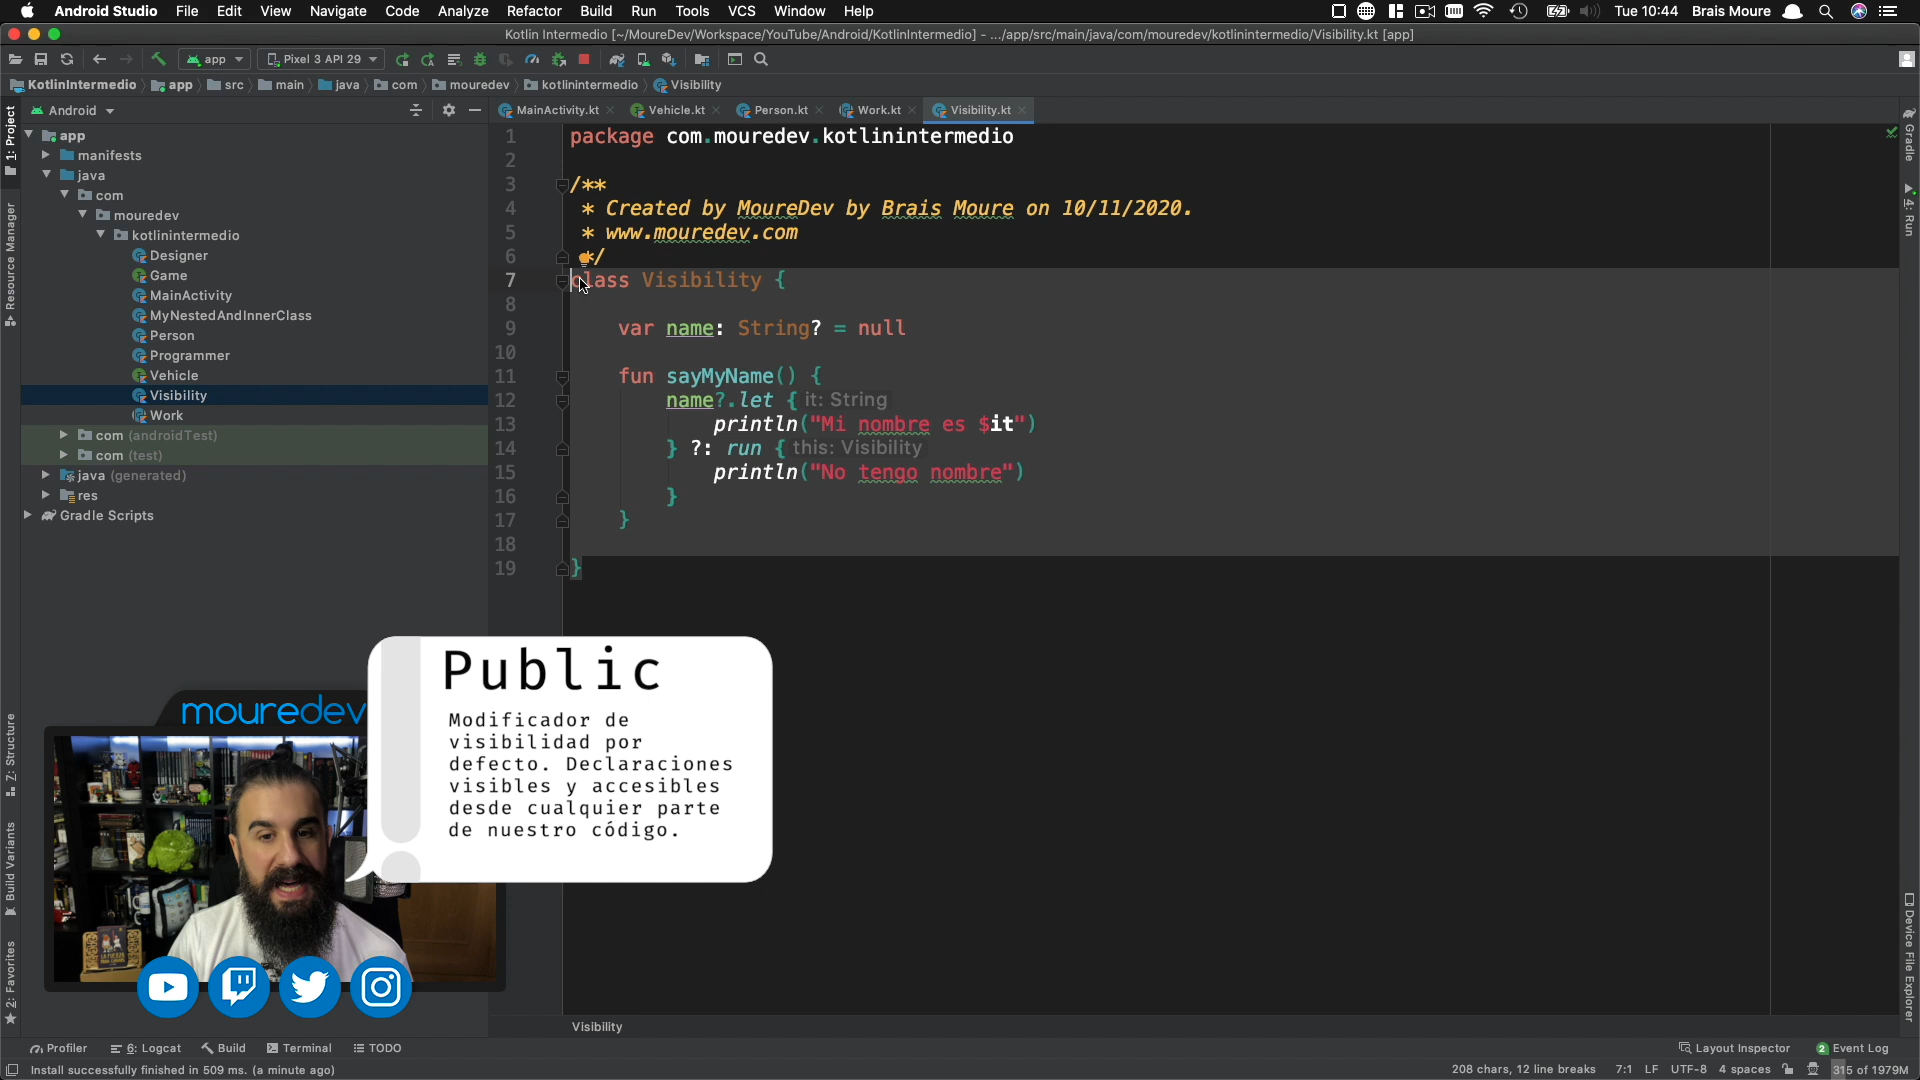 Android Studio File Edit View Navigate Code Analyze Refactor Build Run Tools VCS Window Help Tue 10:44 Brais Moure
Kotlin Intermedio [~/MoureDev/Workspace/YouTube/Android/KotlinIntermedio] - .../app/src/main/java/com/mouredev/kotlinintermedio/Visibility.kt [app]
app Pixel 3 API 29
KotlinIntermedio app src main java com mouredev kotlinintermedio Visibility
Android
MainActivity.kt Vehicle.kt Person.kt Work.kt Visibility.kt
1: Project
Resource Manager
Z: Structure
Build Variants
2: Favorites
app
manifests
java
com
mouredev
kotlinintermedio
Designer
Game
MainActivity
MyNestedAndInnerClass
Person
Programmer
Vehicle
Visibility
Work
com (androidTest)
com (test)
java (generated)
res
Gradle Scripts
1 package com.mouredev.kotlinintermedio
2
3 /**
4 * Created by MoureDev by Brais Moure on 10/11/2020.
5 * www.mouredev.com
6 */
7 class Visibility {
8
9 var name: String? = null
10
11 fun sayMyName() {
12 name?.let { it: String
13 println("Mi nombre es $it")
14 } ?: run { this: Visibility
15 println("No tengo nombre")
16 }
17 }
18
19 }
Gradle
4: Run
Device File Explorer
mouredev
Public
Modificador de
visibilidad por
defecto. Declaraciones
visibles y accesibles
desde cualquier parte
de nuestro código.
Visibility
Profiler 6: Logcat Build Terminal TODO Layout Inspector 2 Event Log
Install successfully finished in 509 ms. (a minute ago) 208 chars, 12 line breaks 7:1 LF UTF-8 4 spaces 315 of 1979M